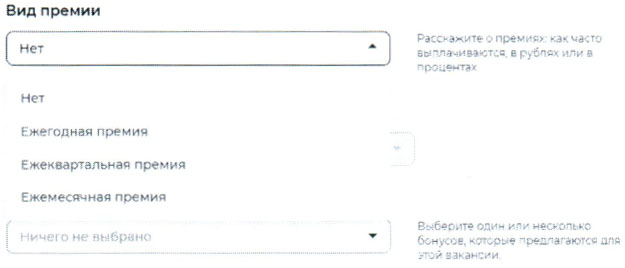 Вид премии
Нет
Расскажите о премиях: как часто
выплачиваются, в рублях или в
процентах
Нет
Ежегодная премия
Ежеквартальная премия
Ежемесячная премия
Ничего не выбрано
Выберите один или несколько
бонусов, которые предлагаются для
этой вакансии.